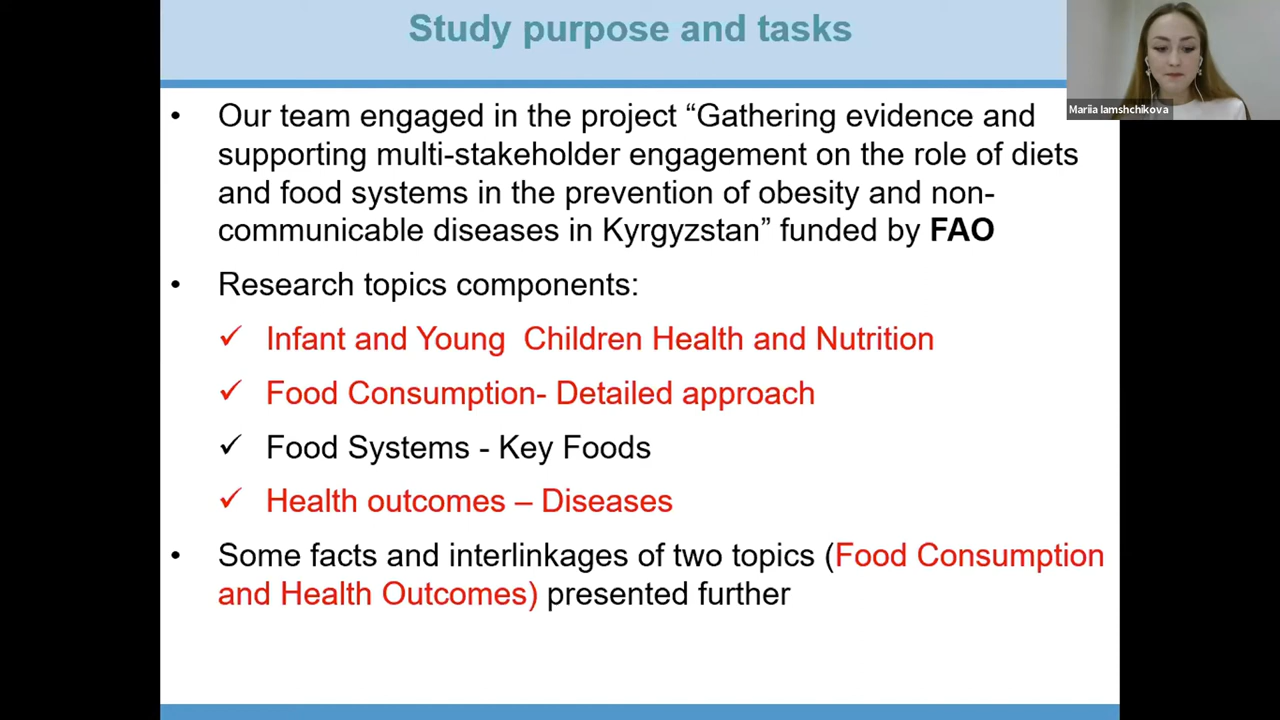 Study purpose and tasks
Mariia Iamshchikova
• Our team engaged in the project “Gathering evidence and
supporting multi-stakeholder engagement on the role of diets
and food systems in the prevention of obesity and non-
communicable diseases in Kyrgyzstan” funded by FAO
• Research topics components:
✓ Infant and Young  Children Health and Nutrition
✓ Food Consumption- Detailed approach
✓ Food Systems - Key Foods
✓ Health outcomes – Diseases
• Some facts and interlinkages of two topics (Food Consumption
and Health Outcomes) presented further